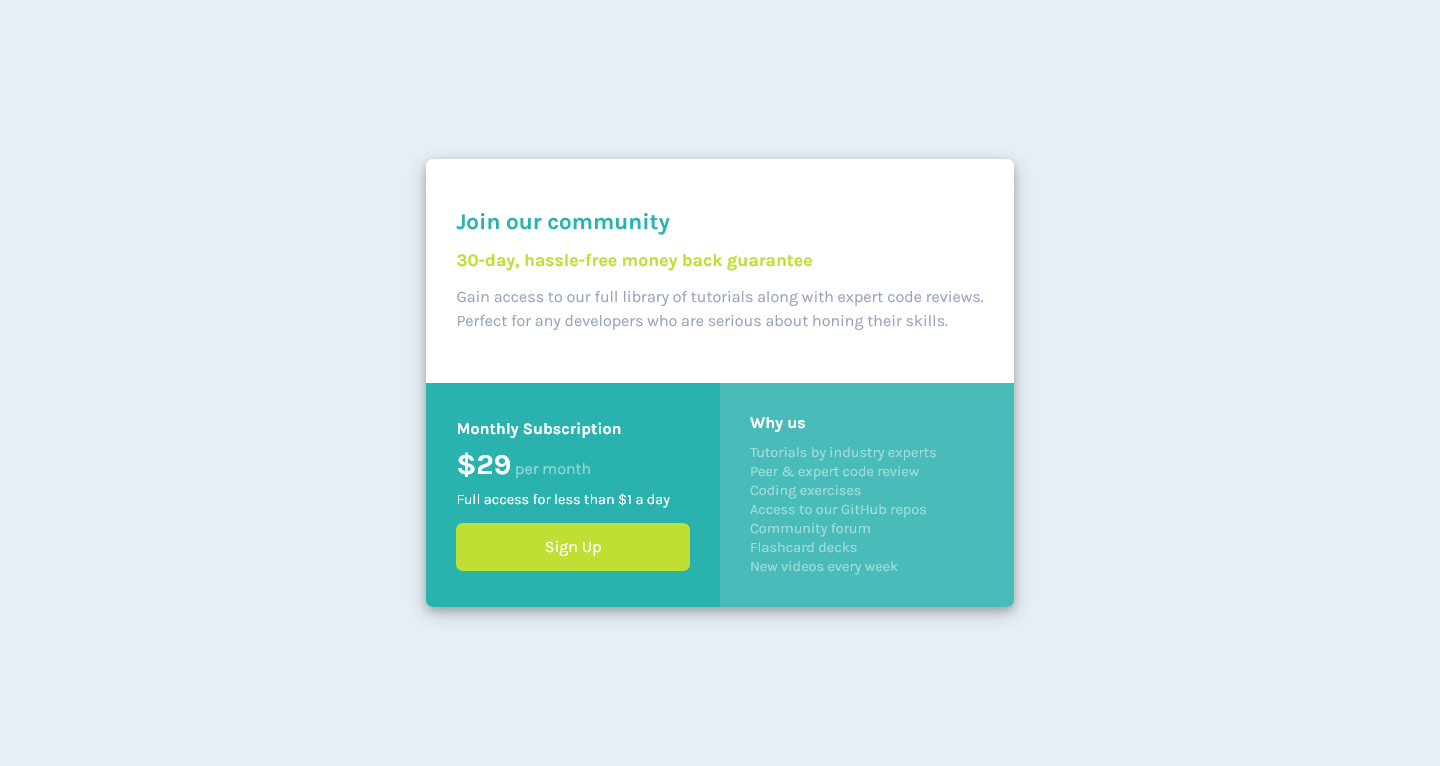 Join our community
30-day, hassle-free money back guarantee
Gain access to our full library of tutorials along with expert code reviews.
Perfect for any developers who are serious about honing their skills.
Monthly Subscription
$29 per month
Full access for less than $1 a day
Sign Up
Why us
Tutorials by industry experts
Peer & expert code review
Coding exercises
Access to our GitHub repos
Community forum
Flashcard decks
New videos every week